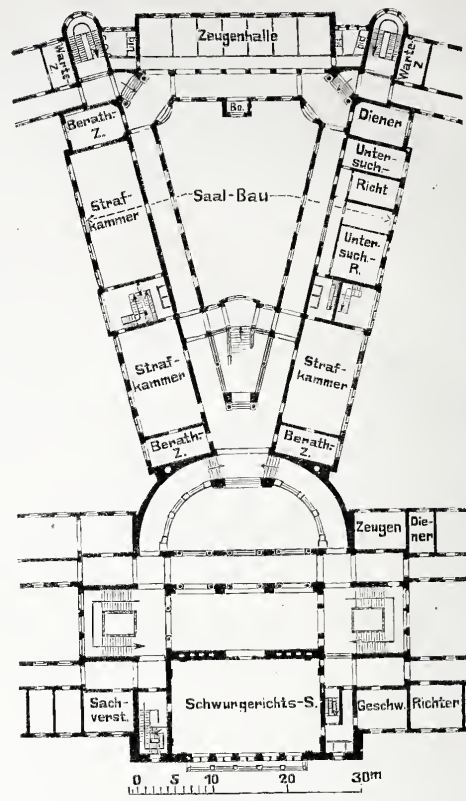 Zeugenhalle
Warte-
Z
Warte-
Z
Berath-
Z.
Bo.
Diener
Unter-
such.-
Richt
Straf-
kammer
Saal-Bau
Unter-
such.-
R.
Straf-
kammer
Straf-
kammer
Berath-
Z.
Berath-
Z.
Zeugen
Die-
ner
Sach-
verst.
Schwurgerichts-S.
Geschw.
Richter
0 5 10 20 30m